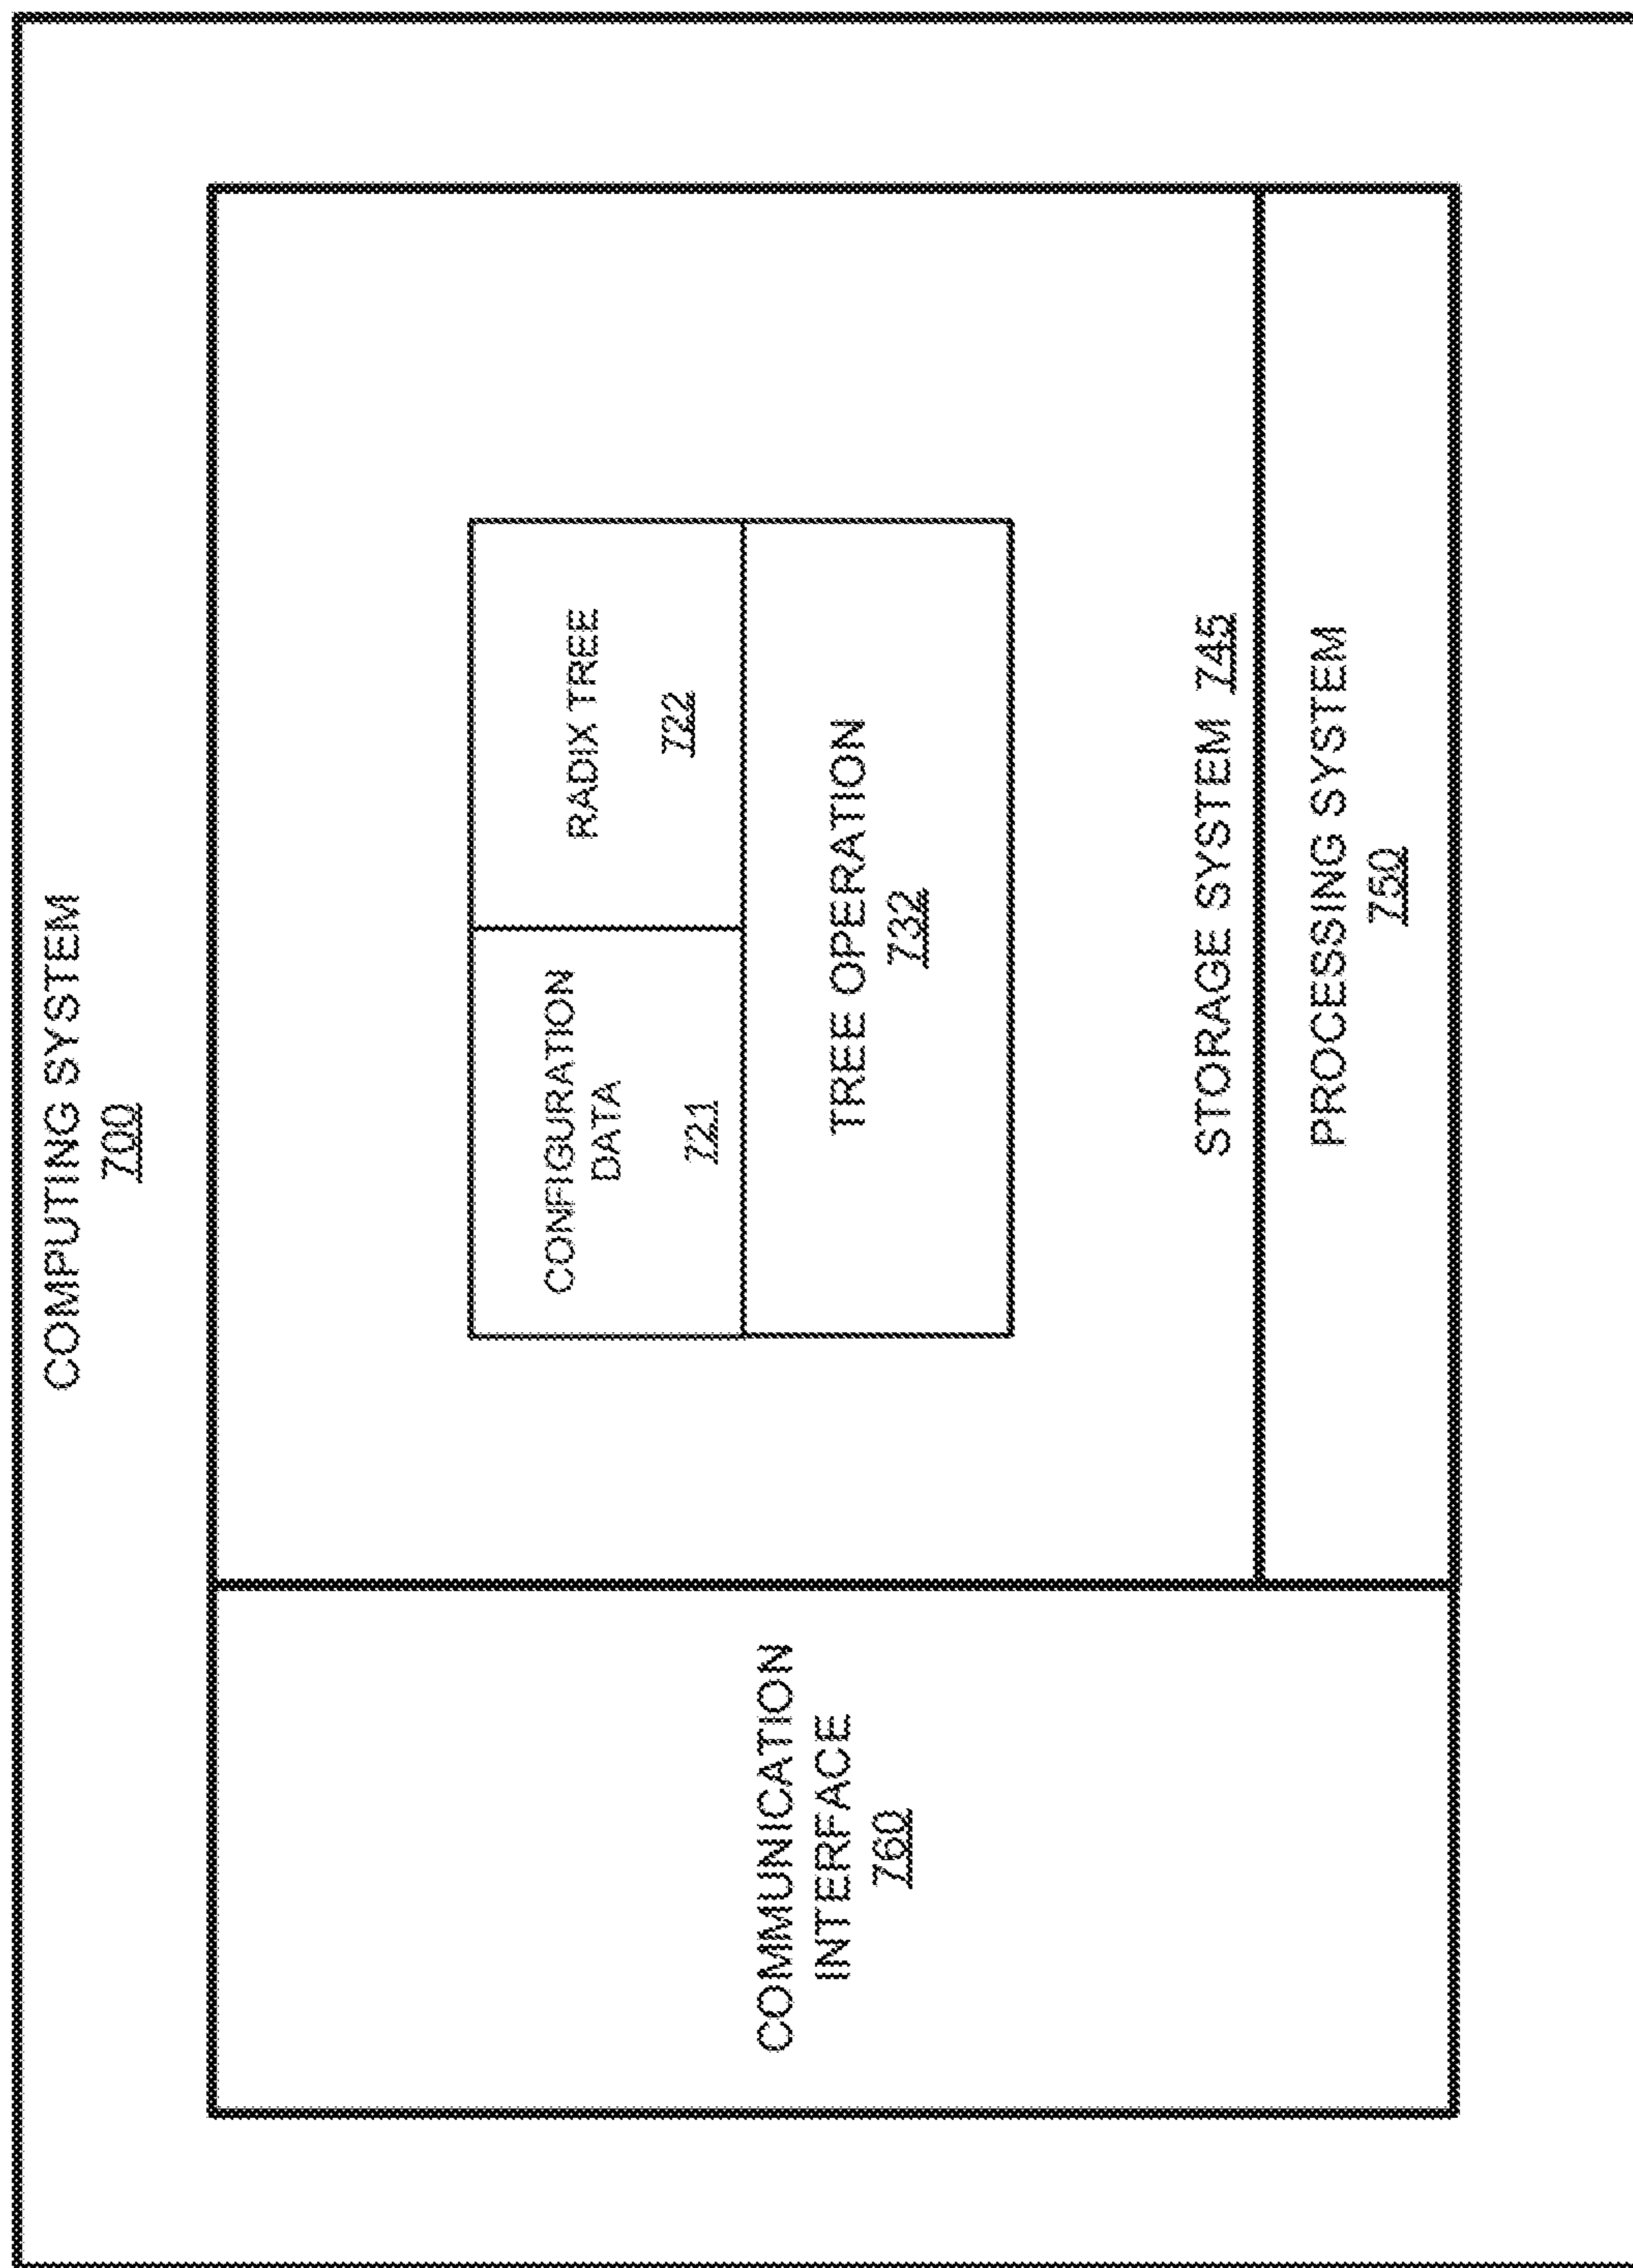 COMPUTING SYSTEM
700
COMMUNICATION
INTERFACE
760
CONFIGURATION
DATA
721
RADIX TREE
722
TREE OPERATION
732
STORAGE SYSTEM 745
PROCESSING SYSTEM
750